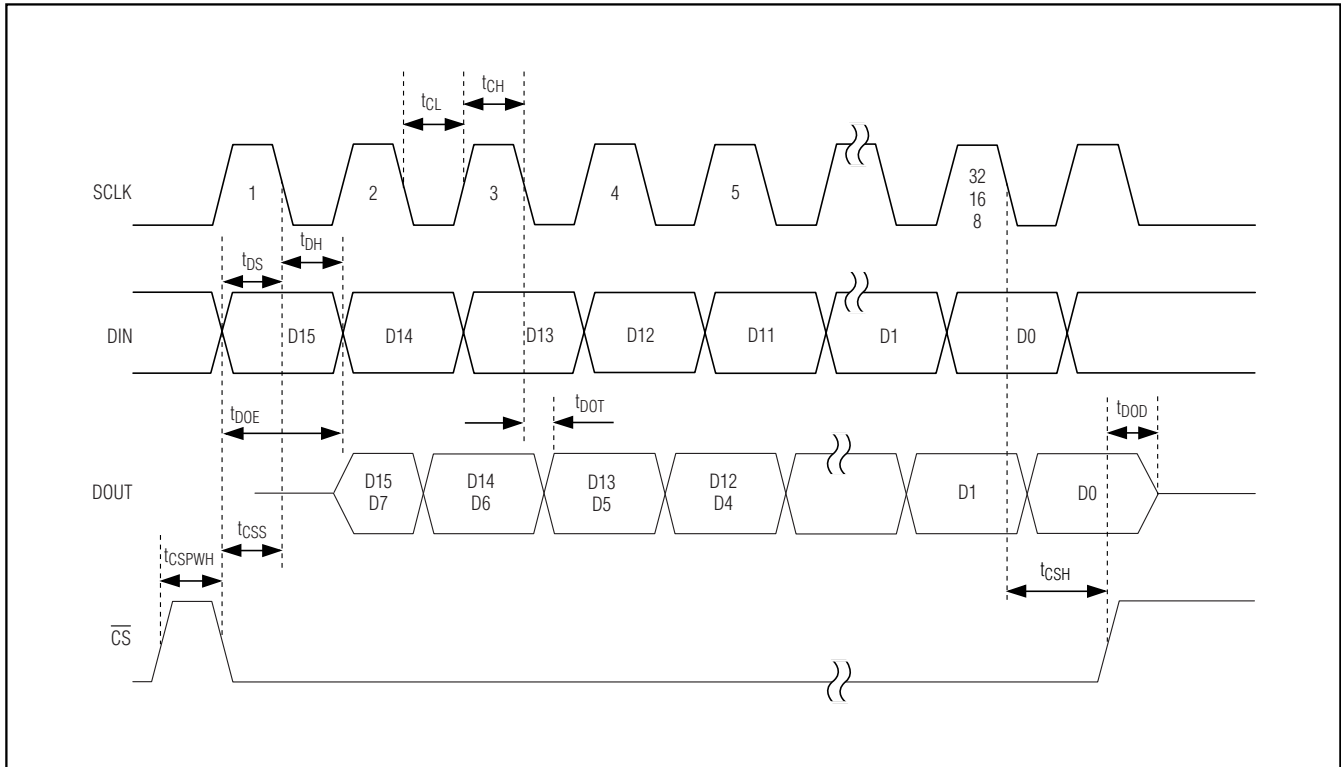 tCL
tCH
SCLK
1
2
3
4
5
32
16
8
tDS
tDH
DIN
D15
D14
D13
D12
D11
D1
D0
tDOE
tDOT
tDOD
DOUT
D15
D7
D14
D6
D13
D5
D12
D4
D1
D0
tCSPWH
tCSS
tCSH
CS